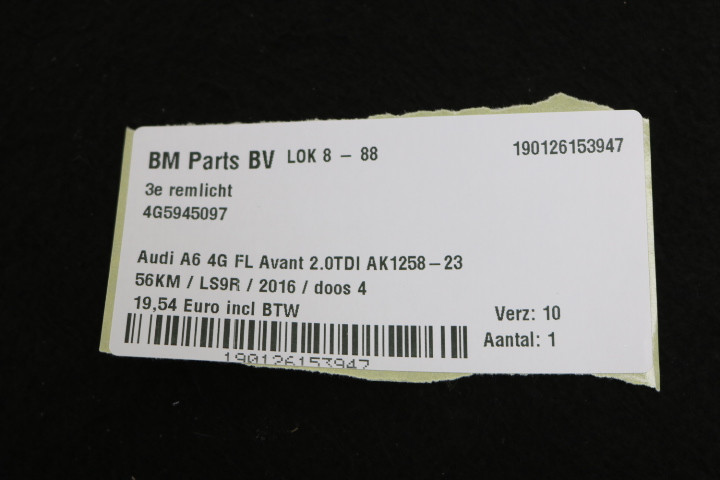 BM Parts BV LOK 8 - 88 190126153947
3e remlicht
4G5945097
Audi A6 4G FL Avant 2.0TDI AK1258-23
56KM / LS9R / 2016 / doos 4
19,54 Euro incl BTW
Verz: 10
Aantal: 1
190126153947